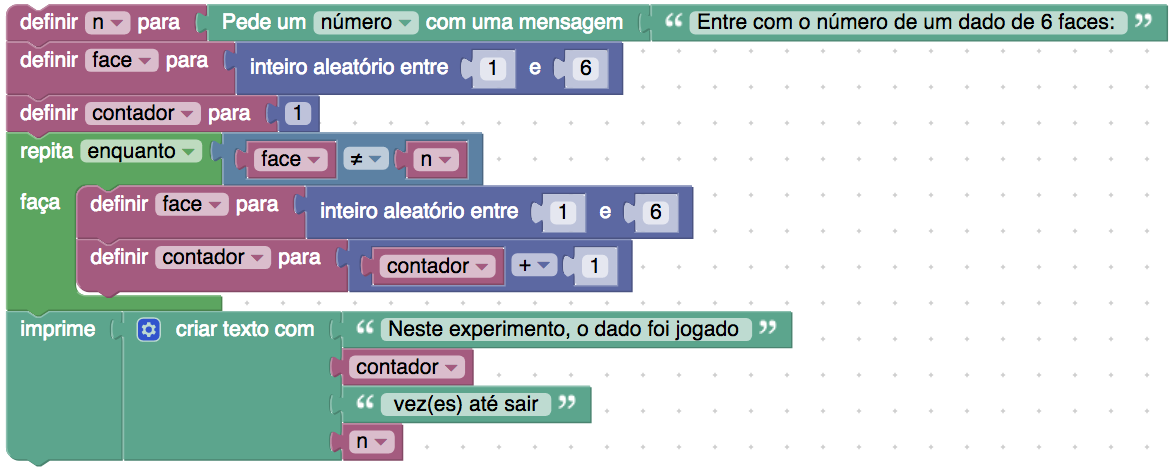 definir n para Pede um número com uma mensagem “ Entre com o número de um dado de 6 faces: ”
definir face para inteiro aleatório entre 1 e 6
definir contador para 1
repita enquanto face ≠ n
faça definir face para inteiro aleatório entre 1 e 6
definir contador para contador + 1
imprime criar texto com “ Neste experimento, o dado foi jogado ”
contador
“ vez(es) até sair ”
n